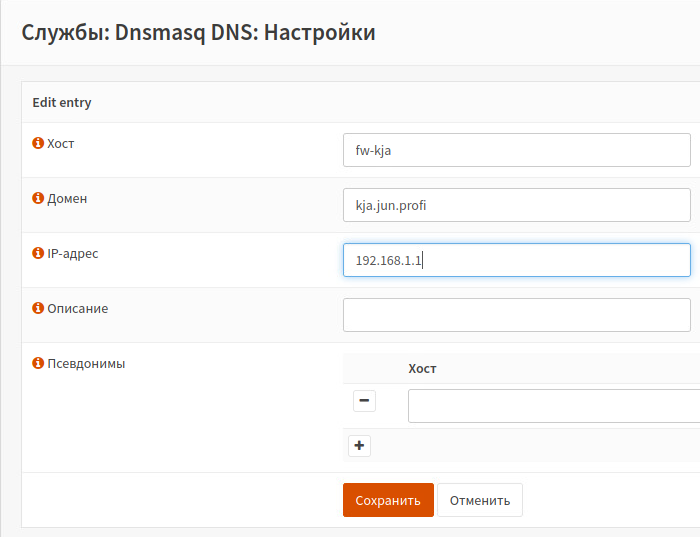 Службы: Dnsmasq DNS: Настройки
Edit entry
Хост
fw-kja
Домен
kja.jun.profi
IP-адрес
192.168.1.1
Описание
Псевдонимы
Хост
Сохранить Отменить